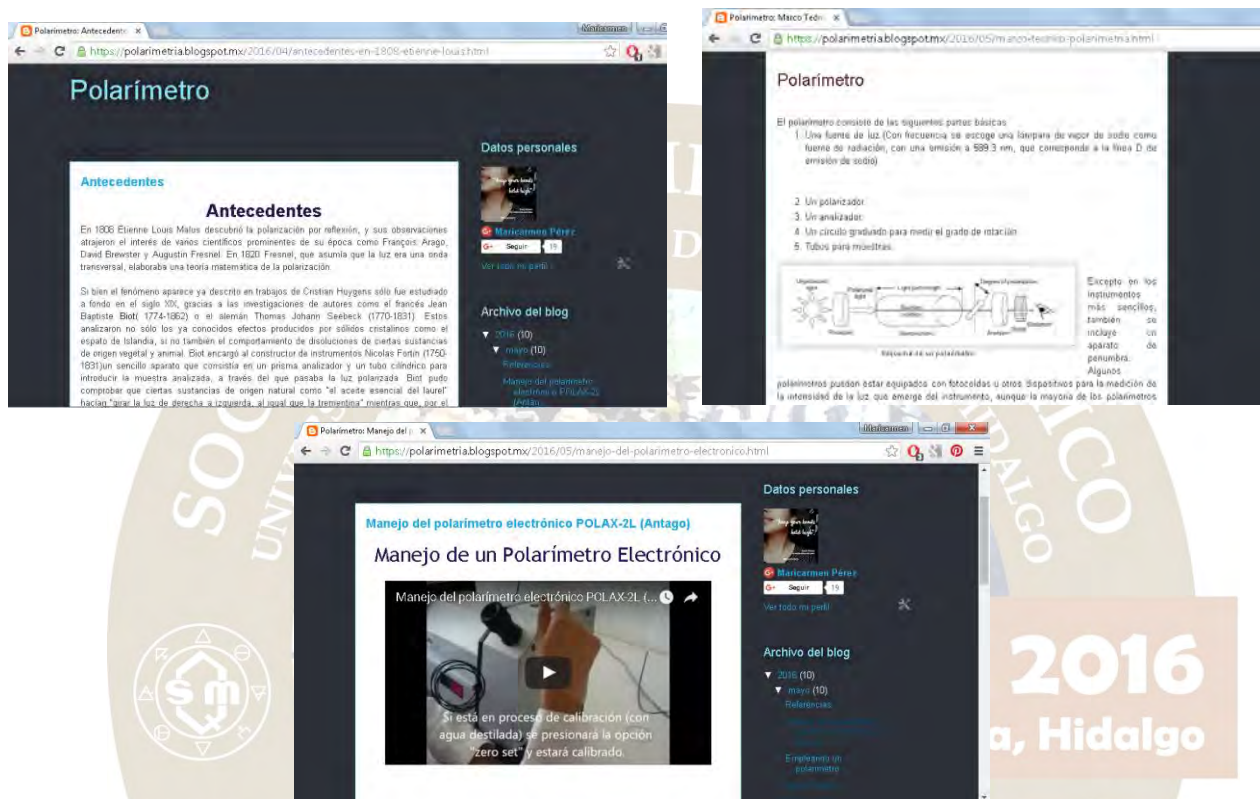 Polarímetro: Antecedente
Maricarmen
https://polarimetria.blogspot.mx/2016/04/antecedentes-en-1808-etienne-louis.html
Polarímetro
Antecedentes
Antecedentes
En 1808 Étienne Louis Malus descubrió la polarización por reflexión, y sus observaciones
atrajeron el interés de varios científicos prominentes de su época como François Arago,
David Brewster y Augustin Fresnel. En 1820 Fresnel, que asumía que la luz era una onda
transversal, elaboraba una teoría matemática de la polarización.
Si bien el fenómeno aparece ya descrito en trabajos de Cristian Huygens sólo fue estudiado
a fondo en el siglo XIX, gracias a las investigaciones de autores como el francés Jean
Baptiste Biot( 1774-1862) o el alemán Thomas Johann Seebeck (1770-1831). Estos
analizaron no sólo los ya conocidos efectos producidos por sólidos cristalinos como el
espato de Islandia, si no también el comportamiento de disoluciones de ciertas sustancias
de origen vegetal y animal. Biot encargó al constructor de instrumentos Nicolas Fortin (1750-
1831)un sencillo aparato que consistía en un prisma analizador y un tubo cilíndrico para
introducir la muestra analizada, a través del que pasaba la luz polarizada. Biot pudo
comprobar que ciertas sustancias de origen natural como "el aceite esencial del laurel"
hacían "girar la luz de derecha a izquierda, al igual que la trementina" mientras que, por el
Datos personales
Maricarmen Pérez
G+ Seguir 19
Ver todo mi perfil
Archivo del blog
▼ 2016 (10)
▼ mayo (10)
Referencias
Manejo del polarímetro
electrónico POLAX-2L
(Antag...
Polarímetro: Marco Teóri
https://polarimetria.blogspot.mx/2016/05/marco-teorico-polarimetria.html
Polarímetro
El polarímetro consiste de las siguientes partes básicas
1. Una fuente de luz (Con frecuencia se escoge una lámpara de vapor de sodio como
fuente de radiación, con una emisión a 589.3 nm, que corresponde a la línea D de
emisión de sodio)
2. Un polarizador.
3. Un analizador.
4. Un círculo graduado para medir el grado de rotación.
5. Tubos para muestras.
Esquema de un polarímetro
Excepto en los
instrumentos
más sencillos,
también se
incluye un
aparato de
penumbra.
Algunos
polarímetros pueden estar equipados con fotoceldas u otros dispositivos para la medición de
la intensidad de la luz que emerge del instrumento, aunque la mayoría de los polarímetros
Polarímetro: Manejo del p
Maricarmen
https://polarimetria.blogspot.mx/2016/05/manejo-del-polarimetro-electronico.html
Manejo del polarímetro electrónico POLAX-2L (Antago)
Manejo de un Polarímetro Electrónico
Manejo del polarímetro electrónico POLAX-2L (...
Si está en proceso de calibración (con
agua destilada) se presionará la opción
"zero set" y estará calibrado.
Datos personales
Maricarmen Pérez
G+ Seguir 19
Ver todo mi perfil
Archivo del blog
▼ 2016 (10)
▼ mayo (10)
Referencias
Empleando un
polarímetro
SQM
2016
a, Hidalgo